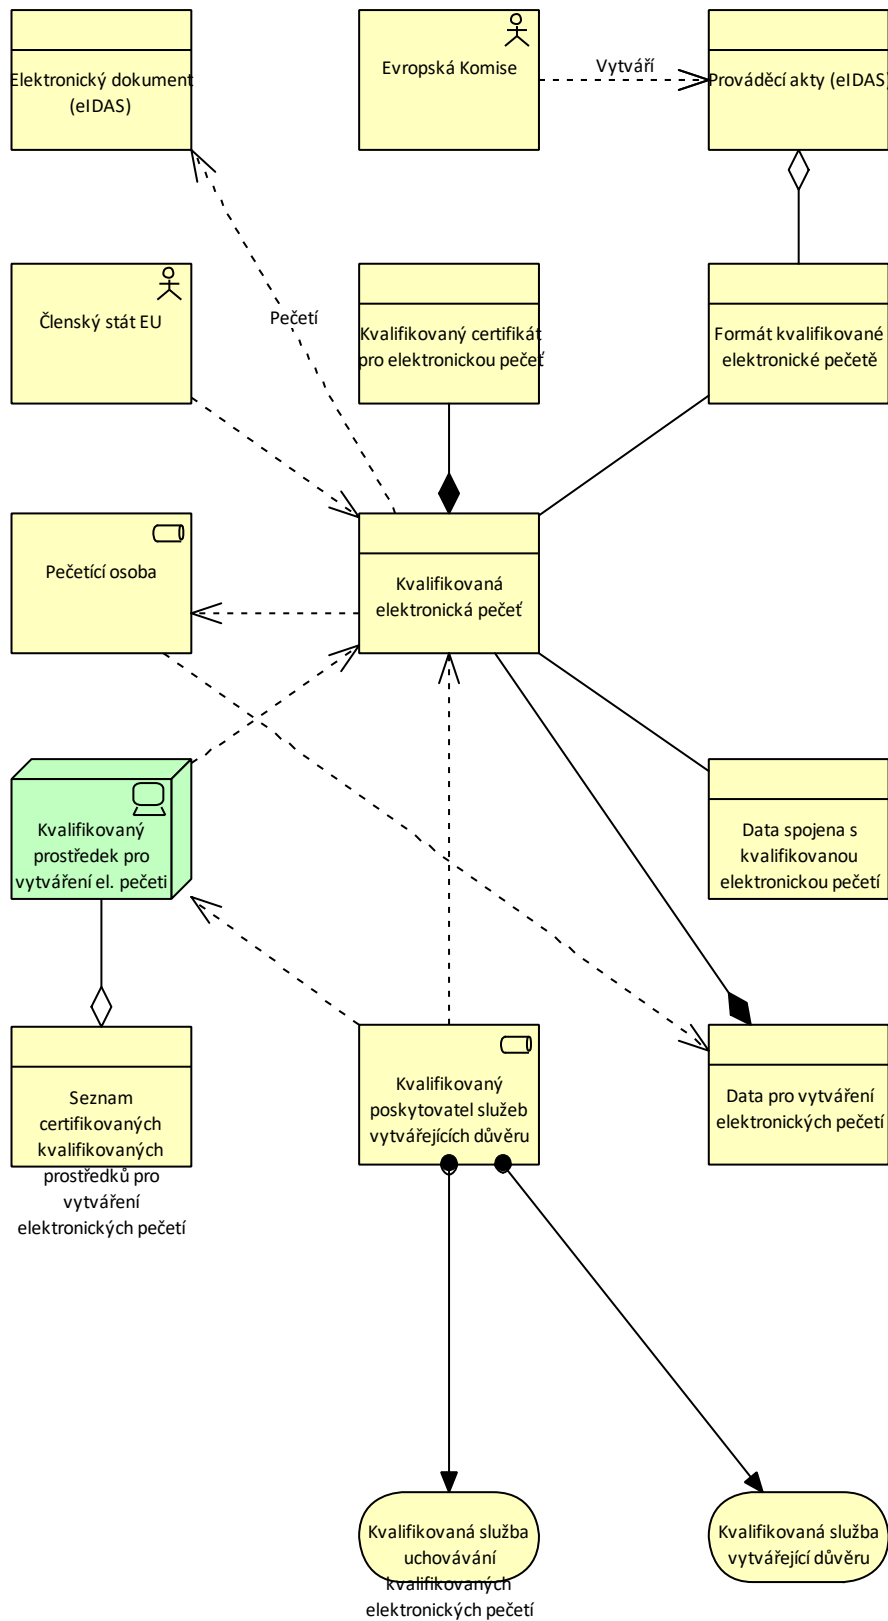 Elektronický dokument
(eIDAS)
Evropská Komise
Vytváří
Prováděcí akty (eIDAS)
Členský stát EU
Pečetí
Kvalifikovaný certifikát
pro elektronickou pečeť
Formát kvalifikované
elektronické pečetě
Pečetící osoba
Kvalifikovaná
elektronická pečeť
Kvalifikovaný
prostředek pro
vytváření el. pečeti
Data spojena s
kvalifikovanou
elektronickou pečetí
Seznam
certifikovaných
kvalifikovaných
prostředků pro
vytváření
elektronických pečetí
Kvalifikovaný
poskytovatel služeb
vytvářejících důvěru
Data pro vytváření
elektronických pečetí
Kvalifikovaná služba
uchovávání
kvalifikovaných
elektronických pečetí
Kvalifikovaná služba
vytvářející důvěru